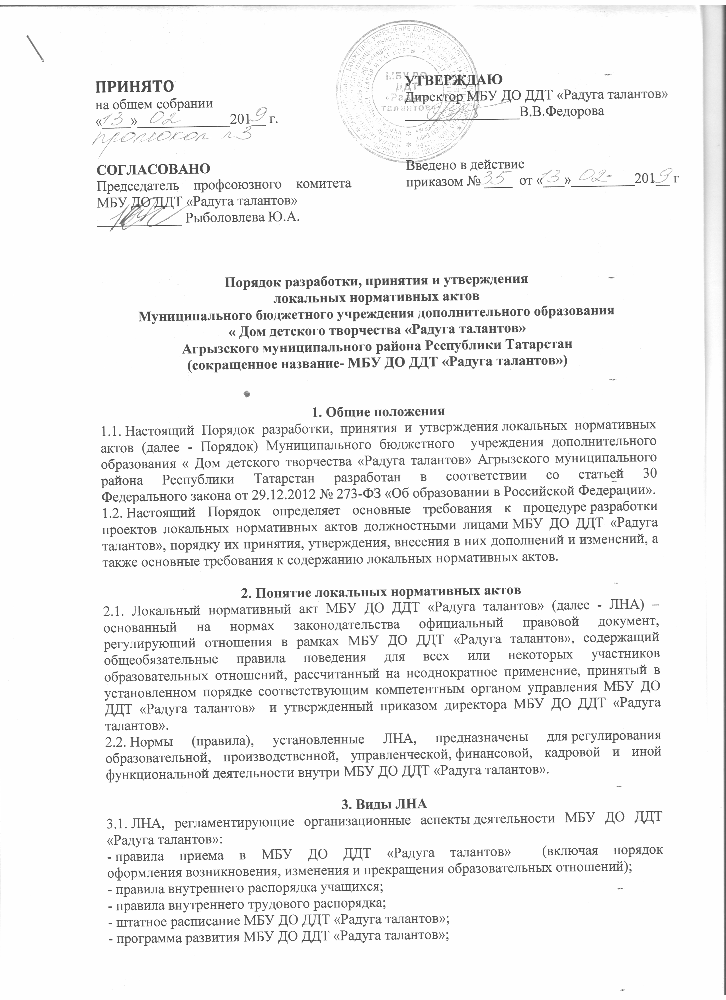 ПРИНЯТО
на общем собрании
«13»  02  2019 г.
протокол №3
СОГЛАСОВАНО
Председатель профсоюзного комитета
МБУ ДО ДДТ «Радуга талантов»
Рыболовлева Ю.А.
МБУ ДО
ДДТ
«Радуга
талантов»
УТВЕРЖДАЮ
Директор МБУ ДО ДДТ «Радуга талантов»
В.В.Федорова
Введено в действие
приказом № 35 от «13» 02 2019 г
Порядок разработки, принятия и утверждения
локальных нормативных актов
Муниципального бюджетного учреждения дополнительного образования
« Дом детского творчества «Радуга талантов»
Агрызского муниципального района Республики Татарстан
(сокращенное название- МБУ ДО ДДТ «Радуга талантов»)
1. Общие положения
1.1. Настоящий Порядок разработки, принятия и утверждения локальных нормативных
актов (далее - Порядок) Муниципального бюджетного учреждения дополнительного
образования « Дом детского творчества «Радуга талантов» Агрызского муниципального
района Республики Татарстан разработан в соответствии со статьей 30
Федерального закона от 29.12.2012 № 273-ФЗ «Об образовании в Российской Федерации».
1.2. Настоящий Порядок определяет основные требования к процедуре разработки
проектов локальных нормативных актов должностными лицами МБУ ДО ДДТ «Радуга
талантов», порядку их принятия, утверждения, внесения в них дополнений и изменений, а
также основные требования к содержанию локальных нормативных актов.
2. Понятие локальных нормативных актов
2.1. Локальный нормативный акт МБУ ДО ДДТ «Радуга талантов» (далее - ЛНА) –
основанный на нормах законодательства официальный правовой документ,
регулирующий отношения в рамках МБУ ДО ДДТ «Радуга талантов», содержащий
общеобязательные правила поведения для всех или некоторых участников
образовательных отношений, рассчитанный на неоднократное применение, принятый в
установленном порядке соответствующим компетентным органом управления МБУ ДО
ДДТ «Радуга талантов» и утвержденный приказом директора МБУ ДО ДДТ «Радуга
талантов».
2.2. Нормы (правила), установленные ЛНА, предназначены для регулирования
образовательной, производственной, управленческой, финансовой, кадровой и иной
функциональной деятельности внутри МБУ ДО ДДТ «Радуга талантов».
3. Виды ЛНА
3.1. ЛНА, регламентирующие организационные аспекты деятельности МБУ ДО ДДТ
«Радуга талантов»:
- правила приема в МБУ ДО ДДТ «Радуга талантов» (включая порядок
оформления возникновения, изменения и прекращения образовательных отношений);
- правила внутреннего распорядка учащихся;
- правила внутреннего трудового распорядка;
- штатное расписание МБУ ДО ДДТ «Радуга талантов»;
- программа развития МБУ ДО ДДТ «Радуга талантов»;